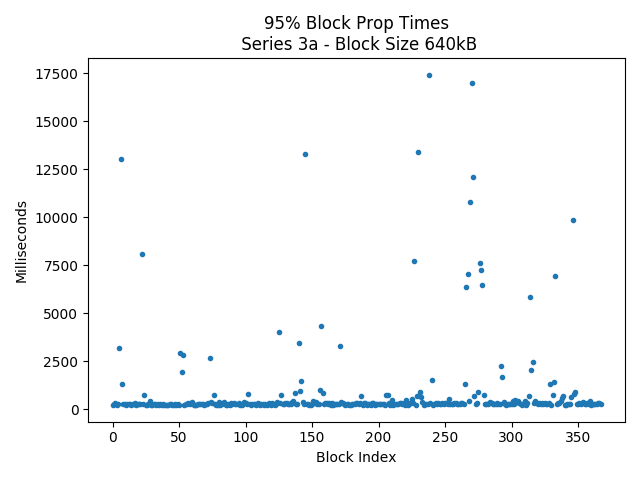 95% Block Prop Times
Series 3a - Block Size 640kB
17500
15000
12500
10000
7500
5000
2500
0
Milliseconds
0 50 100 150 200 250 300 350
Block Index